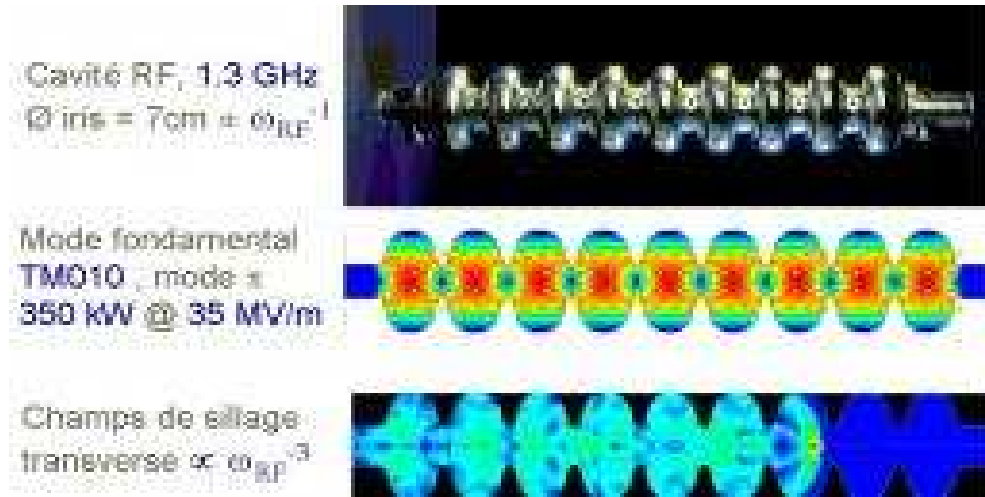 Cavité RF, 1.3 GHz
Ø iris = 7cm ∝ ω_RF⁻¹
Mode fondamental
TM010 , mode π
350 kW @ 35 MV/m
Champs de sillage
transverse ∝ ω_RF⁻³